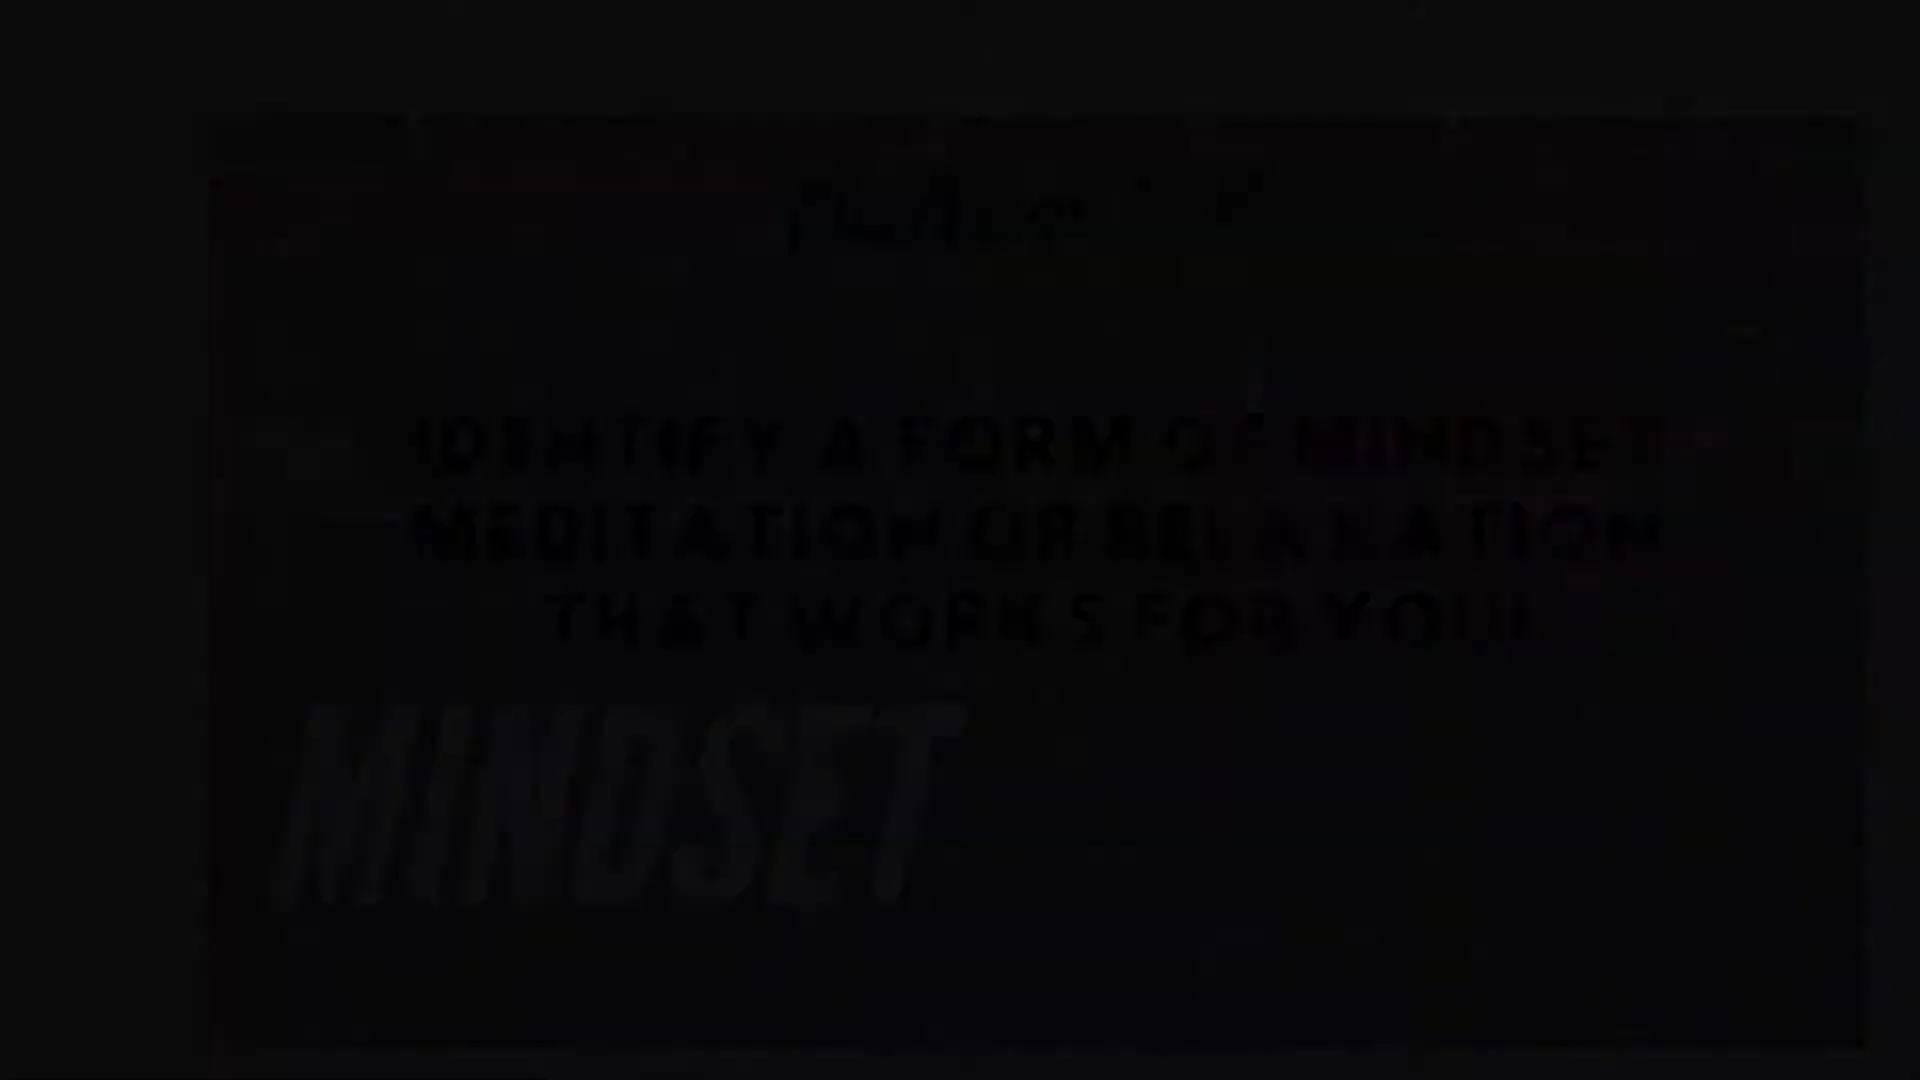 IDENTIFY A FORM OF MINDSET
MEDITATION OR RELAXATION
THAT WORKS FOR YOU!
MINDSET